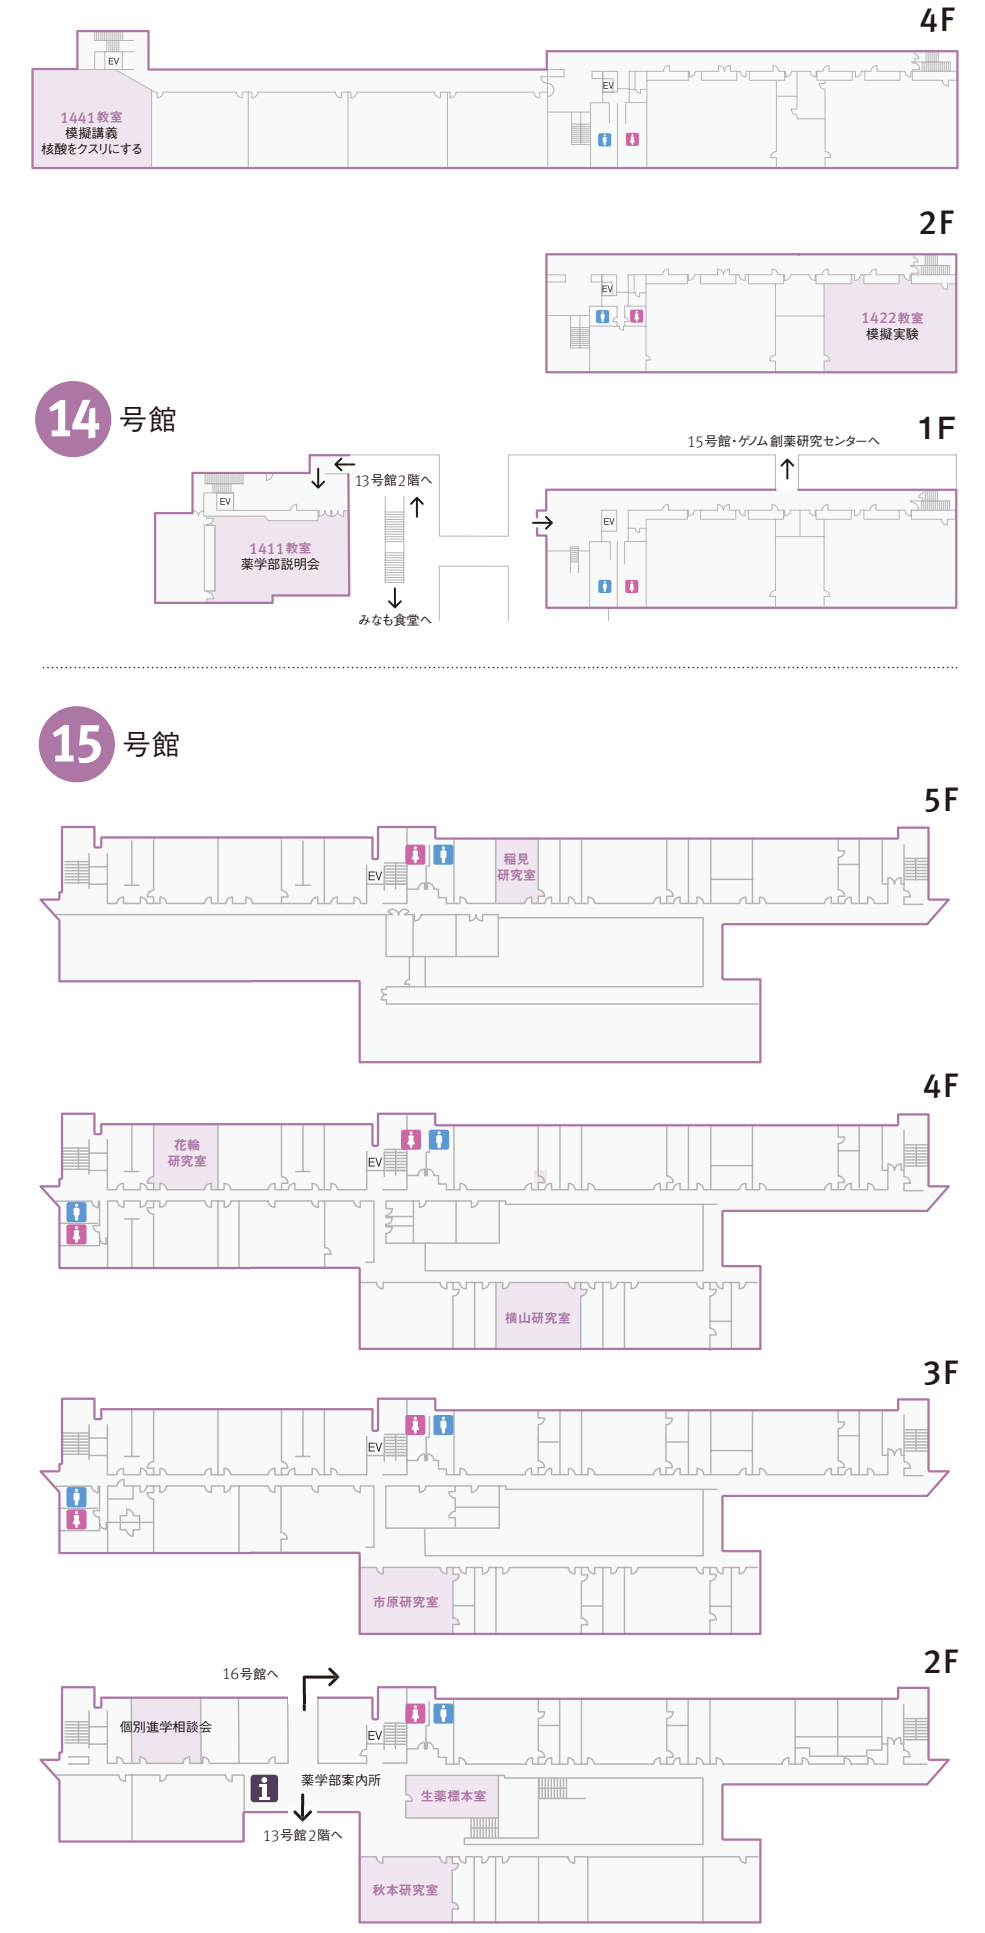 4F
EV
1441教室
模擬講義
核酸をクスリにする
EV
2F
EV
1422教室
模擬実験
14号館
1F
15号館・ゲノム創薬研究センターへ
13号館2階へ
EV
1411教室
薬学部説明会
EV
みなも食堂へ
15号館
5F
稲見
研究室
EV
4F
花輪
研究室
EV
横山研究室
3F
EV
市原研究室
2F
16号館へ
個別進学相談会
EV
i
薬学部案内所
生薬標本室
13号館2階へ
秋本研究室